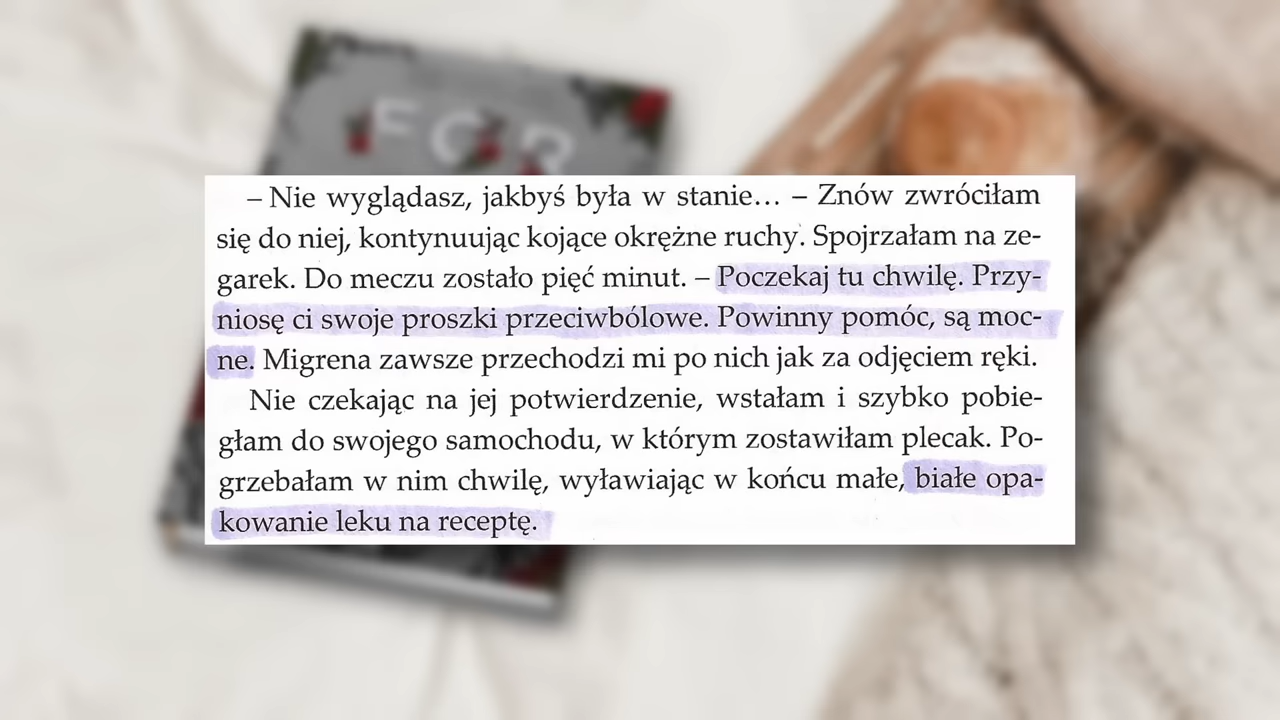 FOR
– Nie wyglądasz, jakbyś była w stanie… – Znów zwróciłam
się do niej, kontynuując kojące okrężne ruchy. Spojrzałam na ze-
garek. Do meczu zostało pięć minut. – Poczekaj tu chwilę. Przy-
niosę ci swoje proszki przeciwbólowe. Powinny pomóc, są moc-
ne. Migrena zawsze przechodzi mi po nich jak za odjęciem ręki.
Nie czekając na jej potwierdzenie, wstałam i szybko pobie-
głam do swojego samochodu, w którym zostawiłam plecak. Po-
grzebałam w nim chwilę, wyławiając w końcu małe, białe opa-
kowanie leku na receptę.